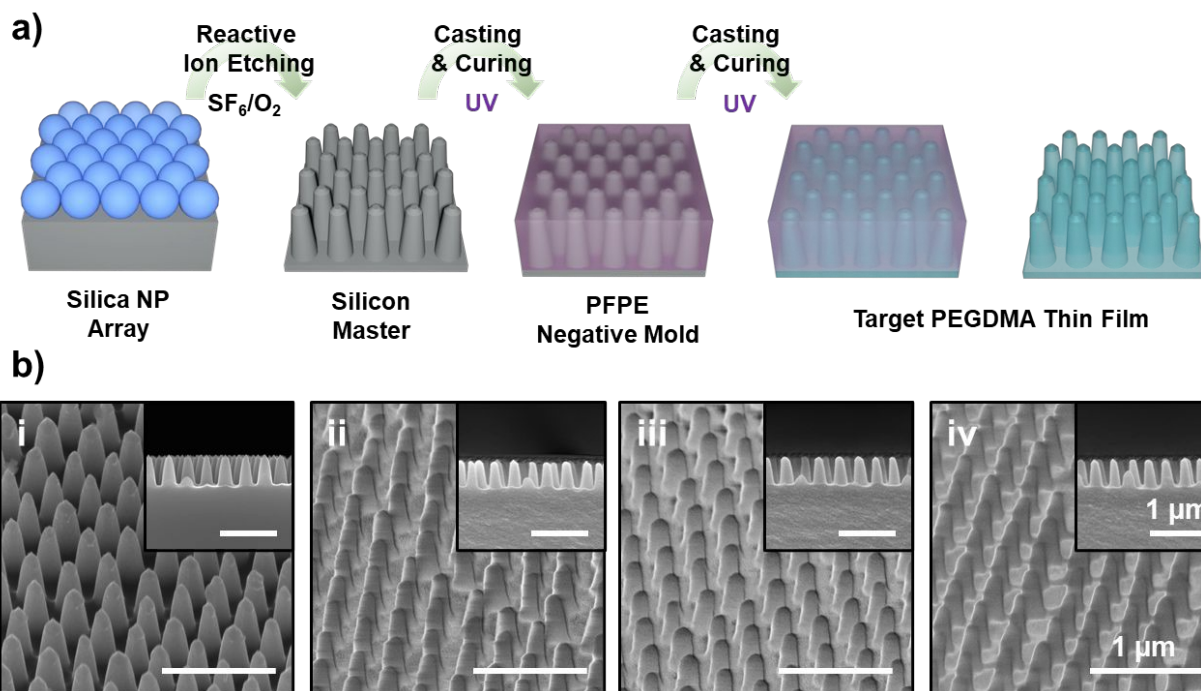 a)
Reactive
Ion Etching
SF₆/O₂
Casting
& Curing
UV
Casting
& Curing
UV
Silica NP
Array
Silicon
Master
PFPE
Negative Mold
Target PEGDMA Thin Film
b)
i
ii
iii
iv
1 µm
1 µm